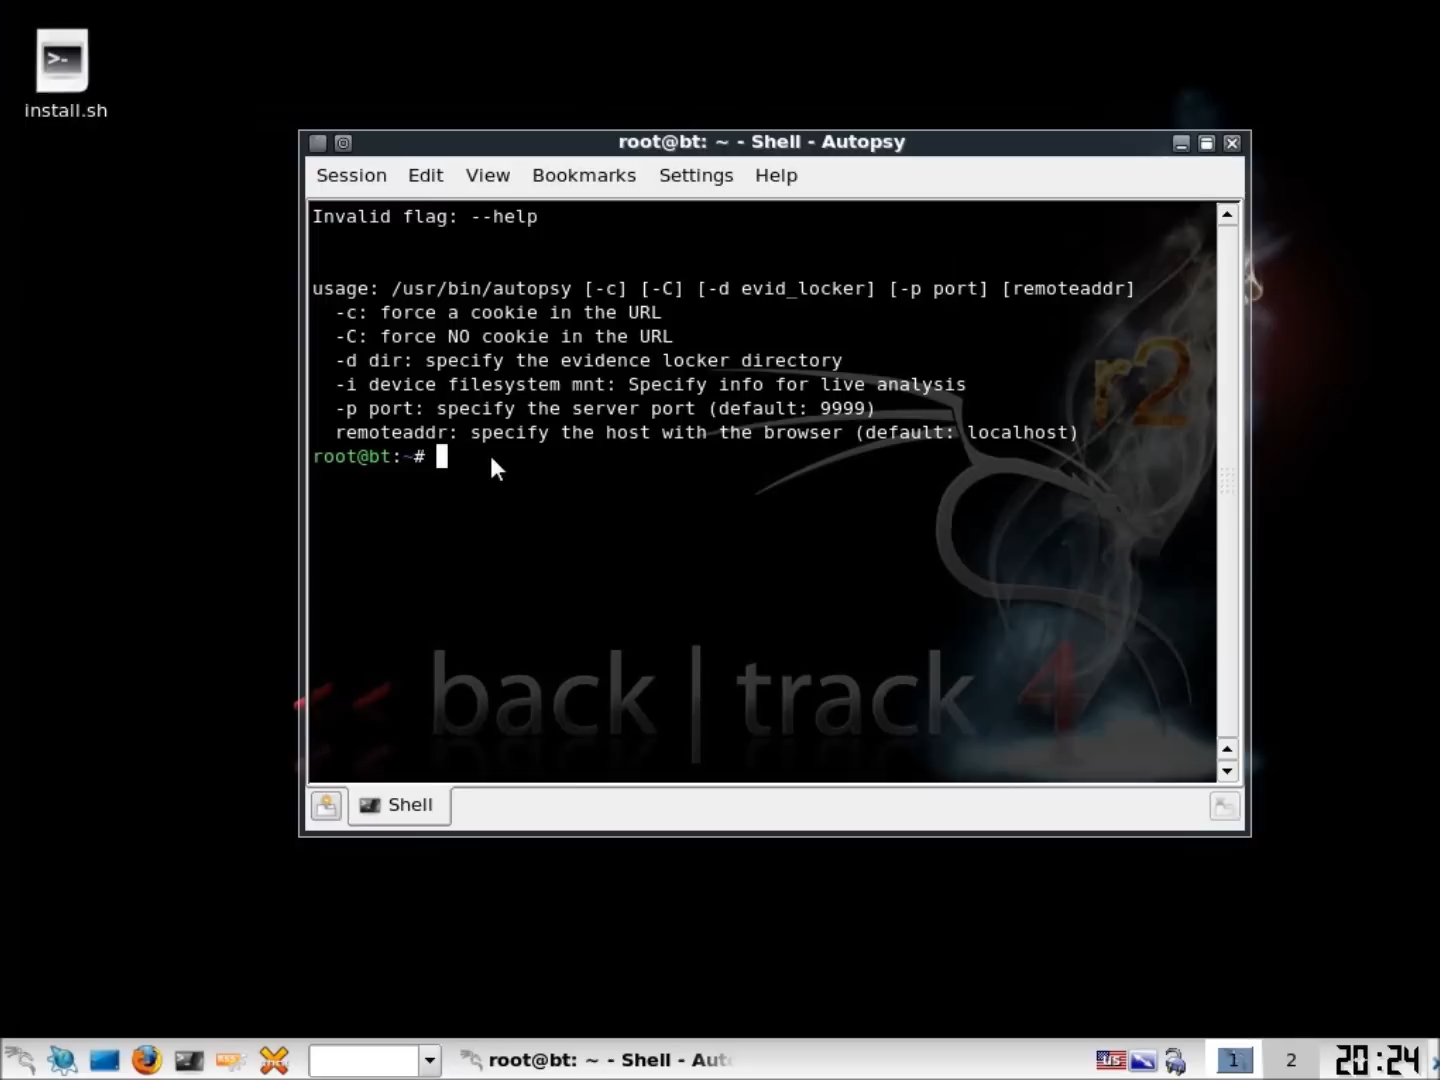 install.sh
root@bt: ~ - Shell - Autopsy
Session Edit View Bookmarks Settings Help
Invalid flag: --help
usage: /usr/bin/autopsy [-c] [-C] [-d evid_locker] [-p port] [remoteaddr]
-c: force a cookie in the URL
-C: force NO cookie in the URL
-d dir: specify the evidence locker directory
-i device filesystem mnt: Specify info for live analysis
-p port: specify the server port (default: 9999)
remoteaddr: specify the host with the browser (default: localhost)
root@bt:~#
r2
<< back | track 4
Shell
root@bt: ~ - Shell - Aut
1
2
20:24